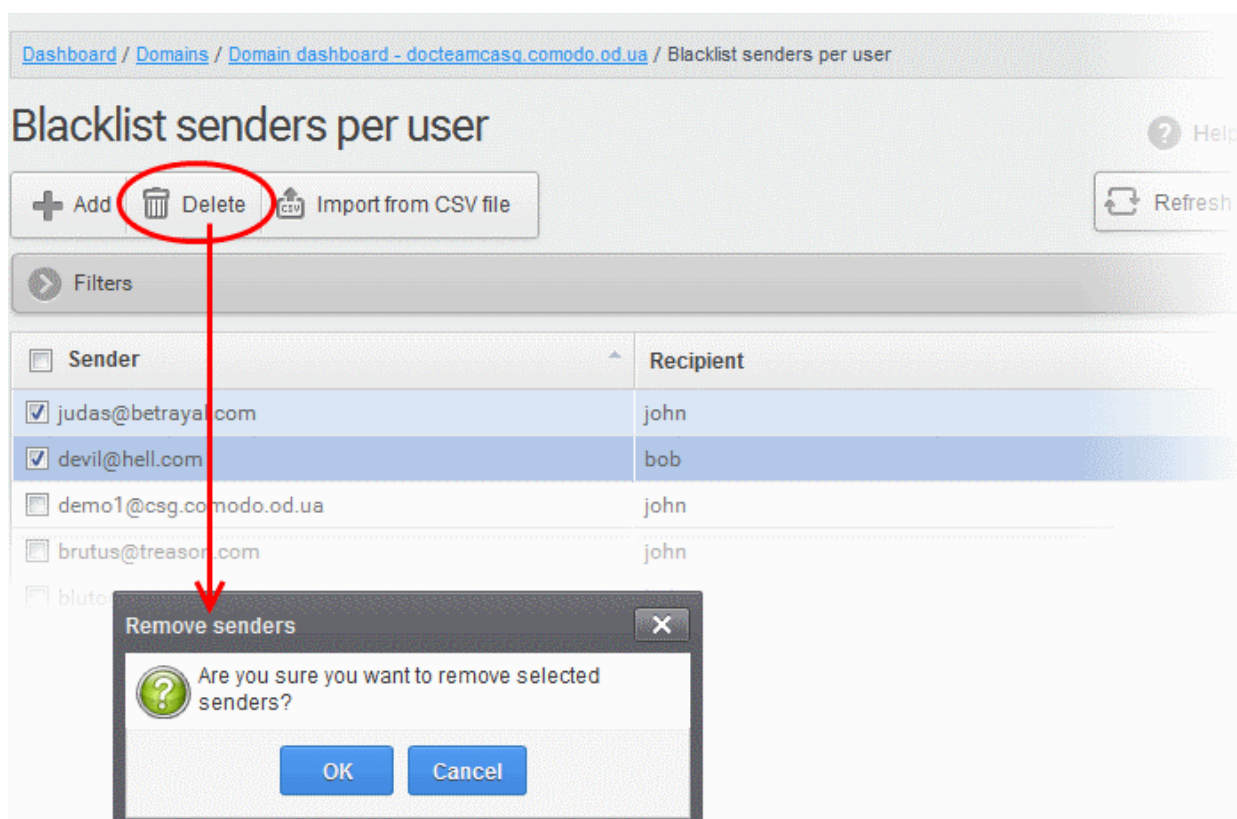 Dashboard / Domains / Domain dashboard - docteamcasg.comodo.od.ua / Blacklist senders per user
Blacklist senders per user
Help
Add Delete Import from CSV file Refresh
Filters
Sender Recipient
judas@betrayal.com john
devil@hell.com bob
demo1@csg.comodo.od.ua john
brutus@treason.com john
Remove senders
Are you sure you want to remove selected
senders?
OK Cancel